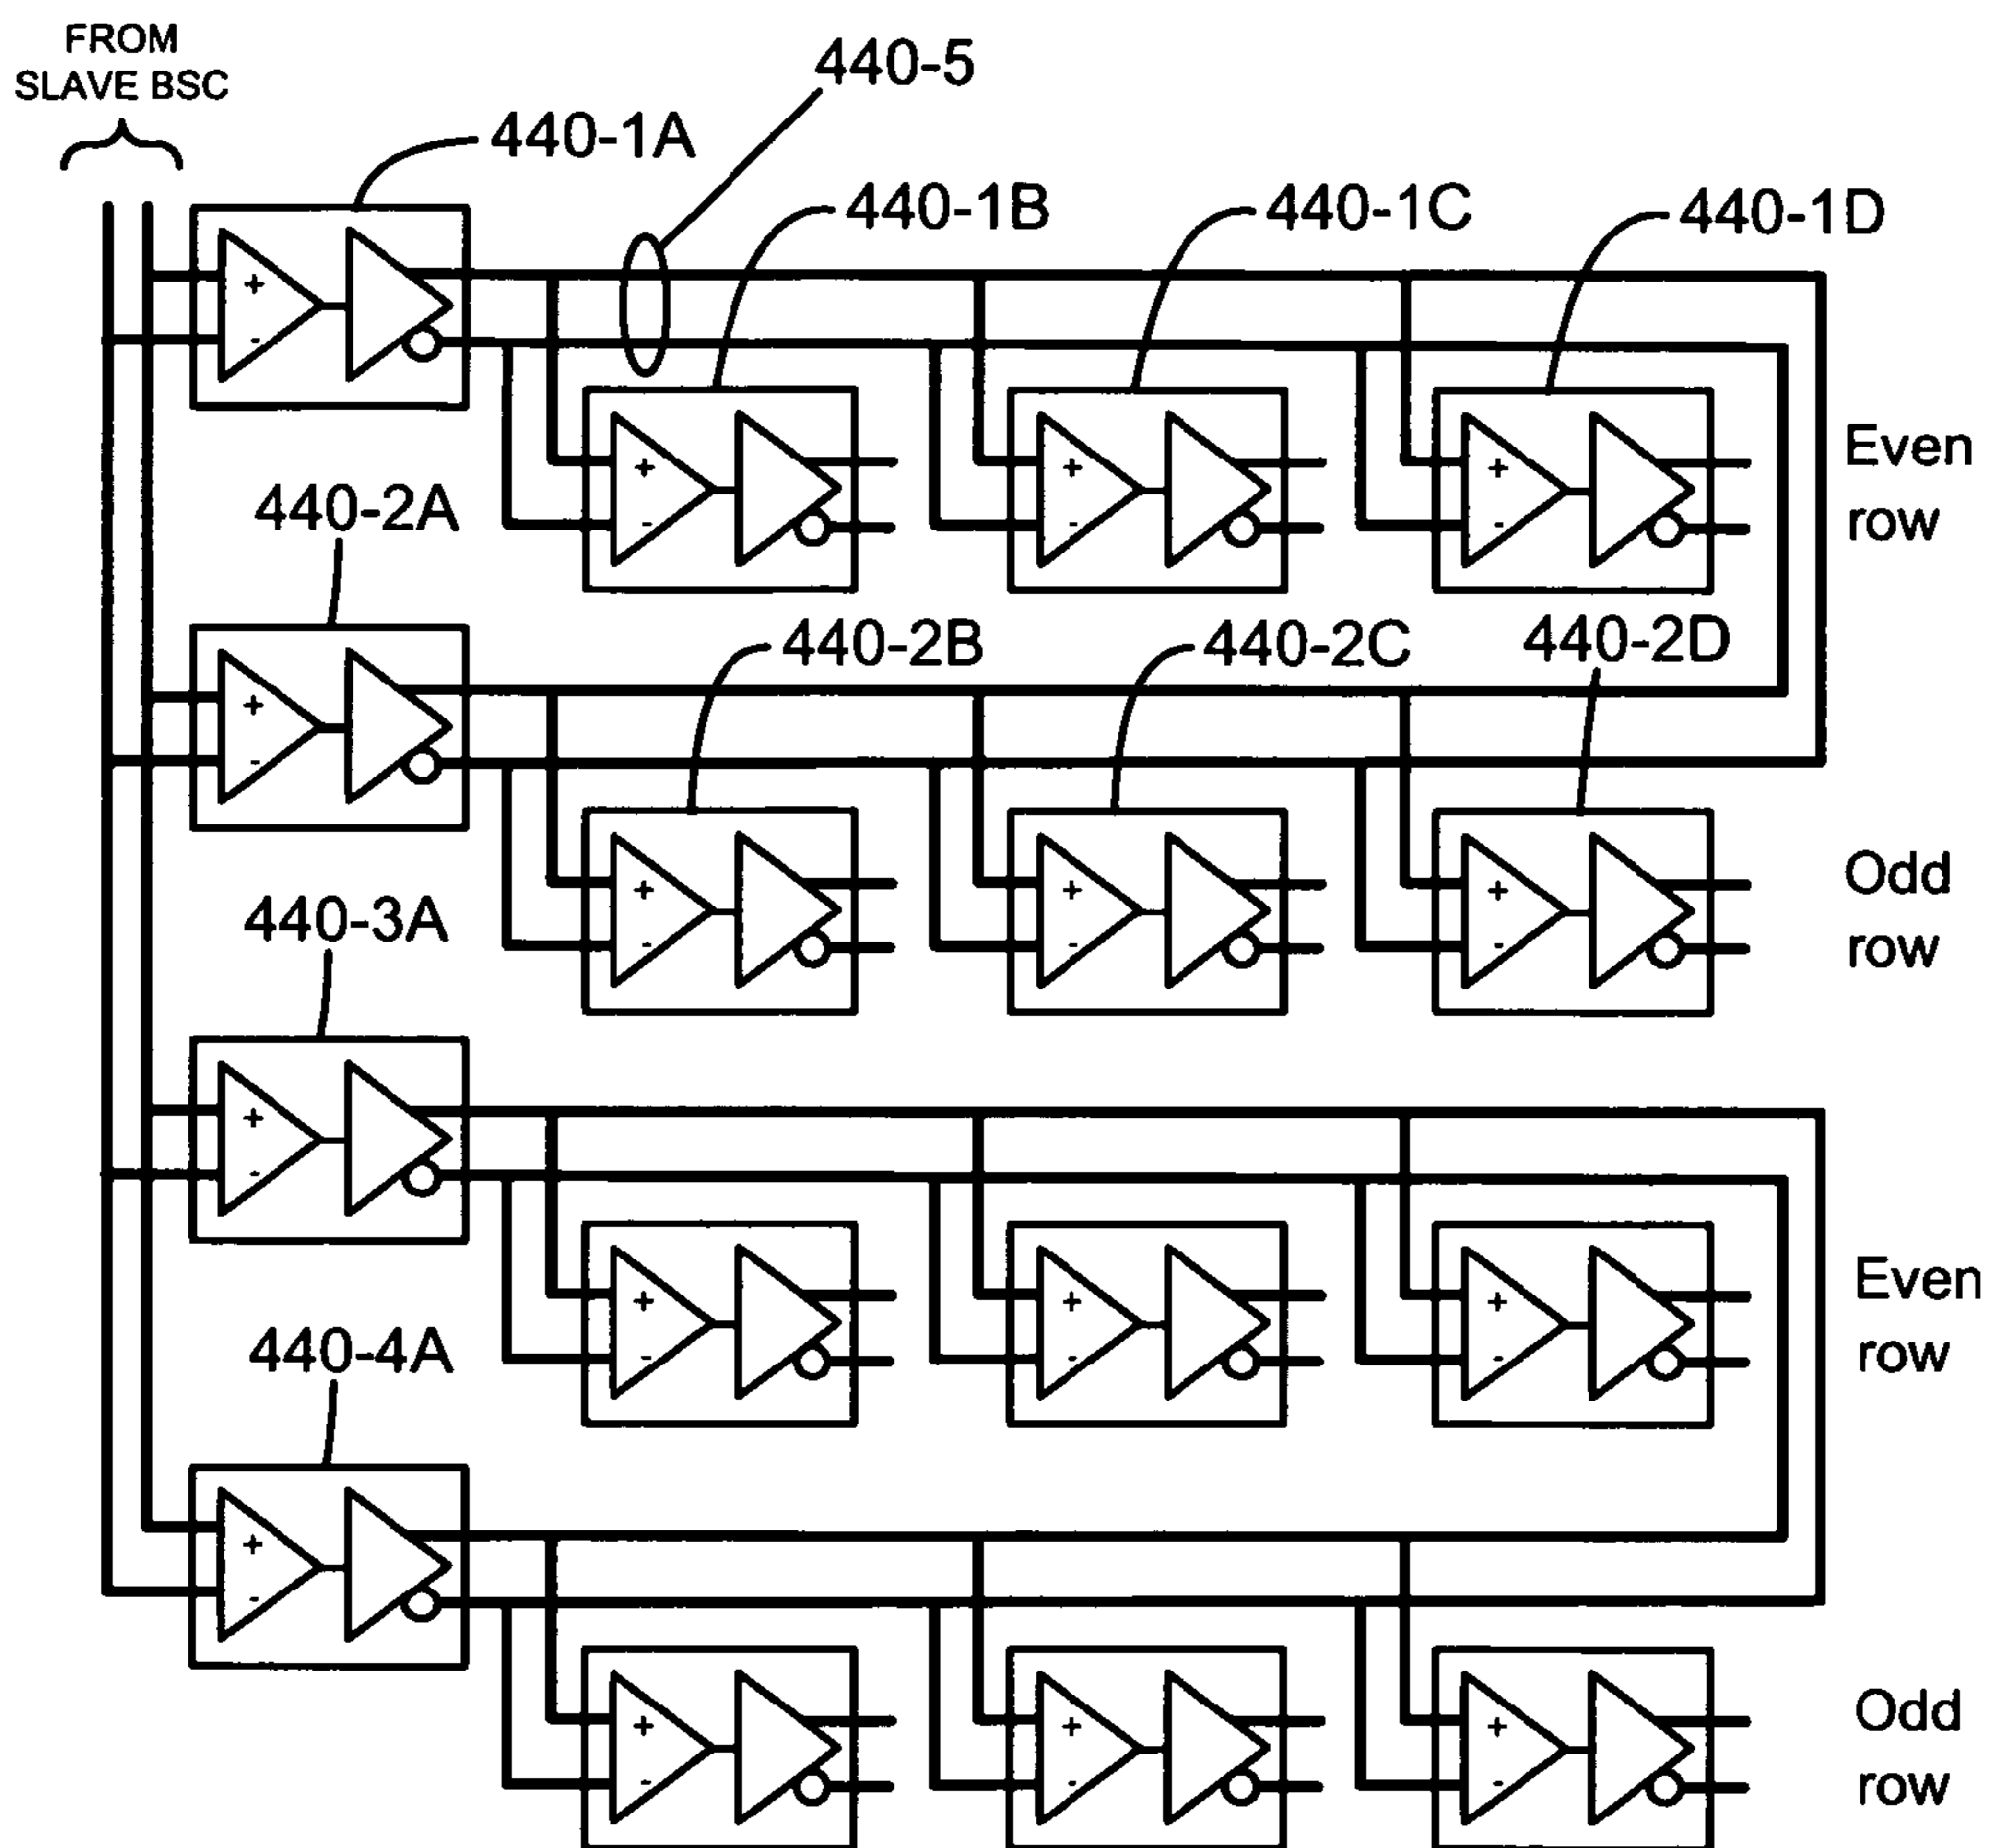 FROM
SLAVE BSC
440-5
440-1A
440-1B
440-1C
440-1D
+
-
+
-
+
-
+
-
Even
row
440-2A
440-2B
440-2C
440-2D
+
-
+
-
+
-
+
-
Odd
row
440-3A
+
-
+
-
+
-
+
-
Even
row
440-4A
+
-
+
-
+
-
+
-
Odd
row